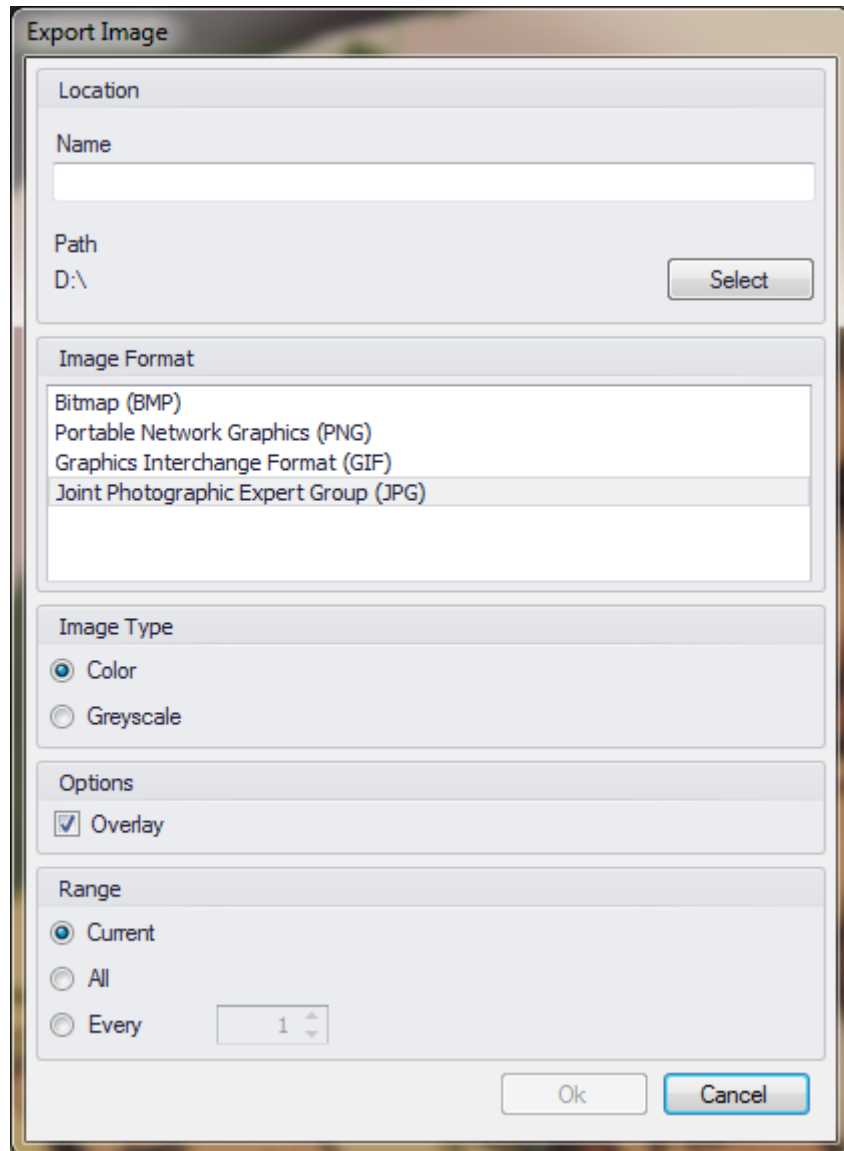 Export Image
Location
Name
Path
D:\
Select
Image Format
Bitmap (BMP)
Portable Network Graphics (PNG)
Graphics Interchange Format (GIF)
Joint Photographic Expert Group (JPG)
Image Type
Color
Greyscale
Options
Overlay
Range
Current
All
Every 1
Ok Cancel